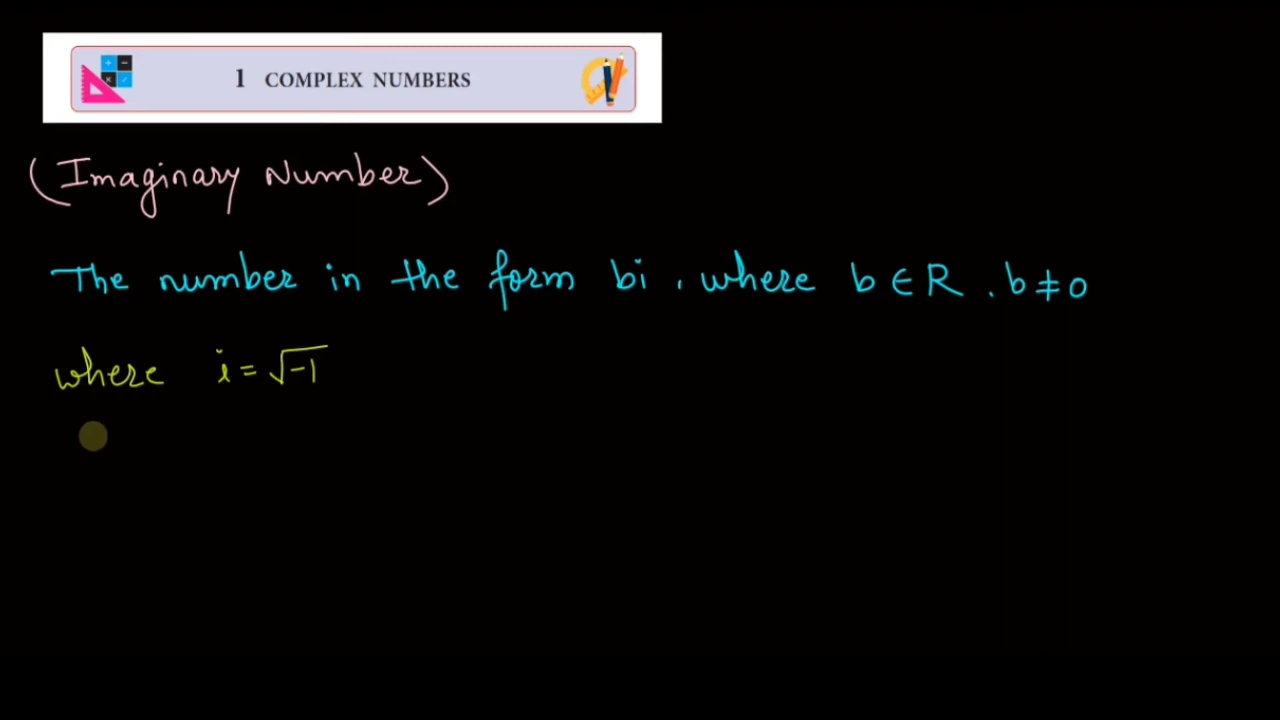 1 COMPLEX NUMBERS
(Imaginary Number)
The number in the form bi, where b ∈ R, b ≠ 0
where i = √-1